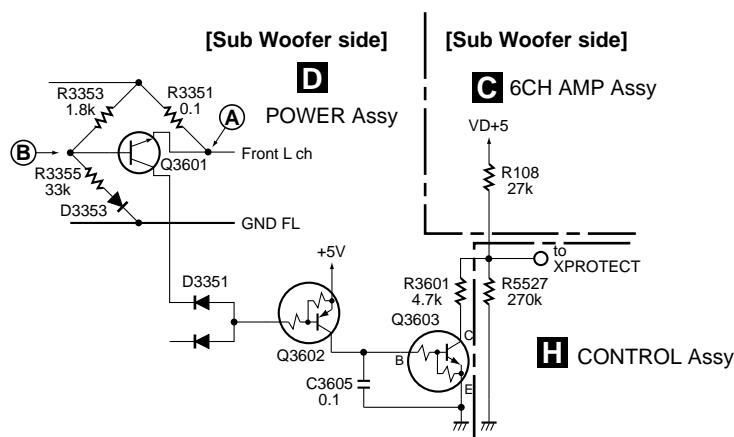 [Sub Woofer side]
[Sub Woofer side]
D
POWER Assy
C 6CH AMP Assy
R3353
1.8k
R3351
0.1
A
B
Q3601
Front L ch
R3355
33k
D3353
GND FL
VD+5
R108
27k
to
XPROTECT
+5V
D3351
R3601
4.7k
R5527
270k
Q3603
C
B
E
Q3602
C3605
0.1
H CONTROL Assy